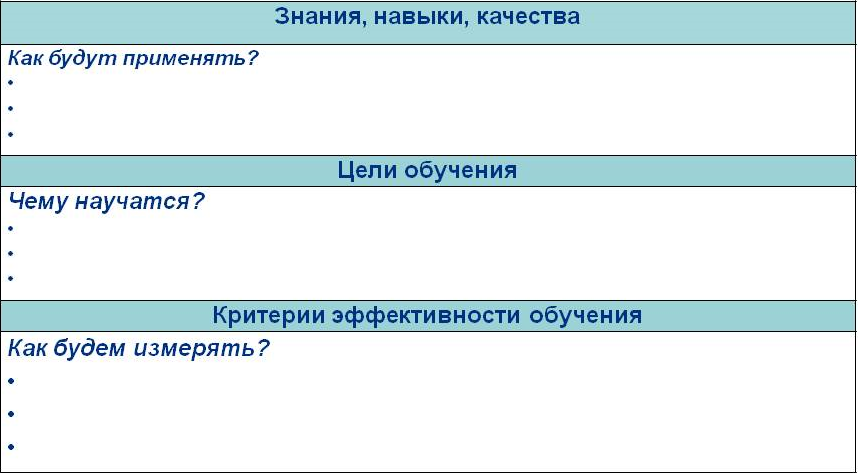 Знания, навыки, качества
Как будут применять?
•
•
•
Цели обучения
Чему научатся?
•
•
•
Критерии эффективности обучения
Как будем измерять?
•
•
•